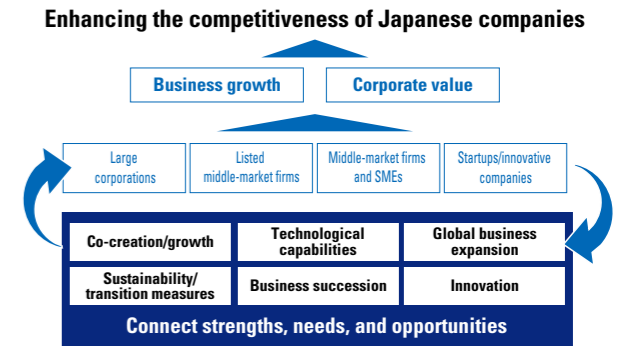 Enhancing the competitiveness of Japanese companies
Business growth
Corporate value
Large
corporations
Listed
middle-market firms
Middle-market firms
and SMEs
Startups/innovative
companies
Co-creation/growth
Technological
capabilities
Global business
expansion
Sustainability/
transition measures
Business succession
Innovation
Connect strengths, needs, and opportunities